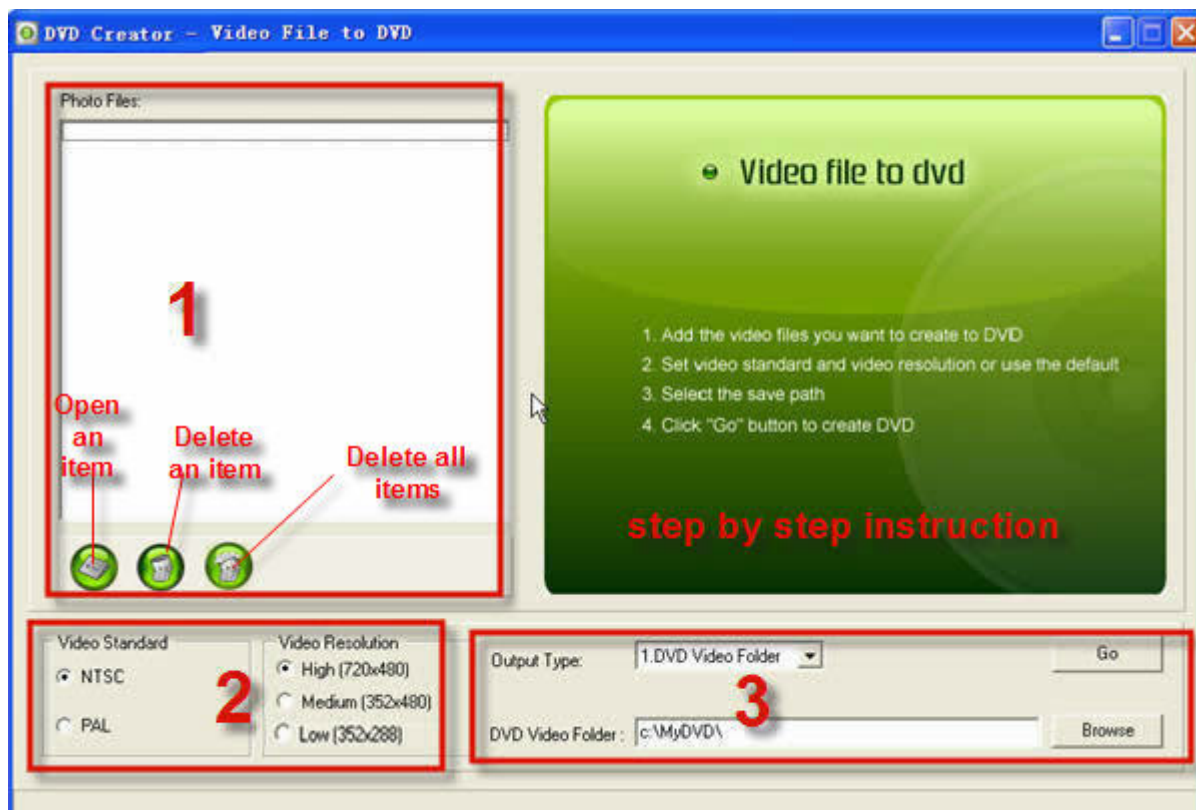 DVD Creator - Video File to DVD
Photo Files:
1
Open
an
item
Delete
an item
Delete all
items
Video file to dvd
1. Add the video files you want to create to DVD
2. Set video standard and video resolution or use the default
3. Select the save path
4. Click "Go" button to create DVD
step by step instruction
Video Standard
NTSC
PAL
2
Video Resolution
High (720x480)
Medium (352x480)
Low (352x288)
Output Type:
1.DVD Video Folder
Go
3
DVD Video Folder :
c:\MyDVD\
Browse